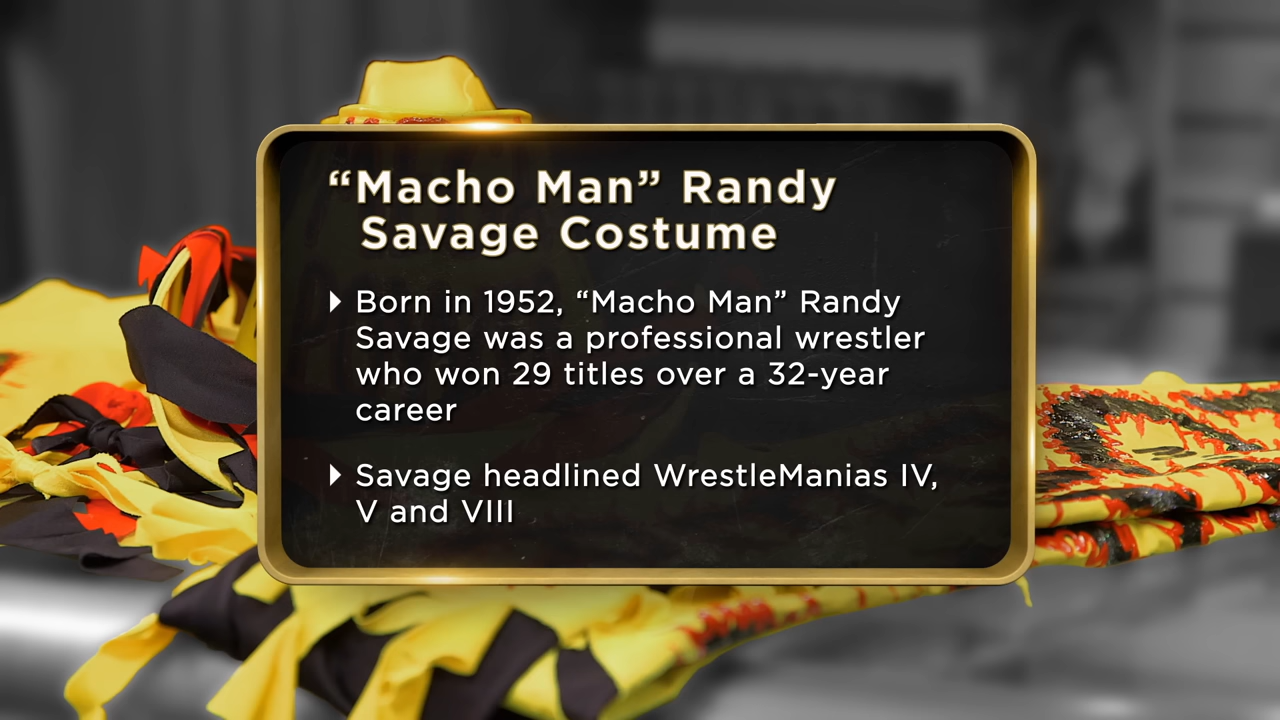 “Macho Man” Randy
Savage Costume
Born in 1952, “Macho Man” Randy
Savage was a professional wrestler
who won 29 titles over a 32-year
career
Savage headlined WrestleManias IV,
V and VIII